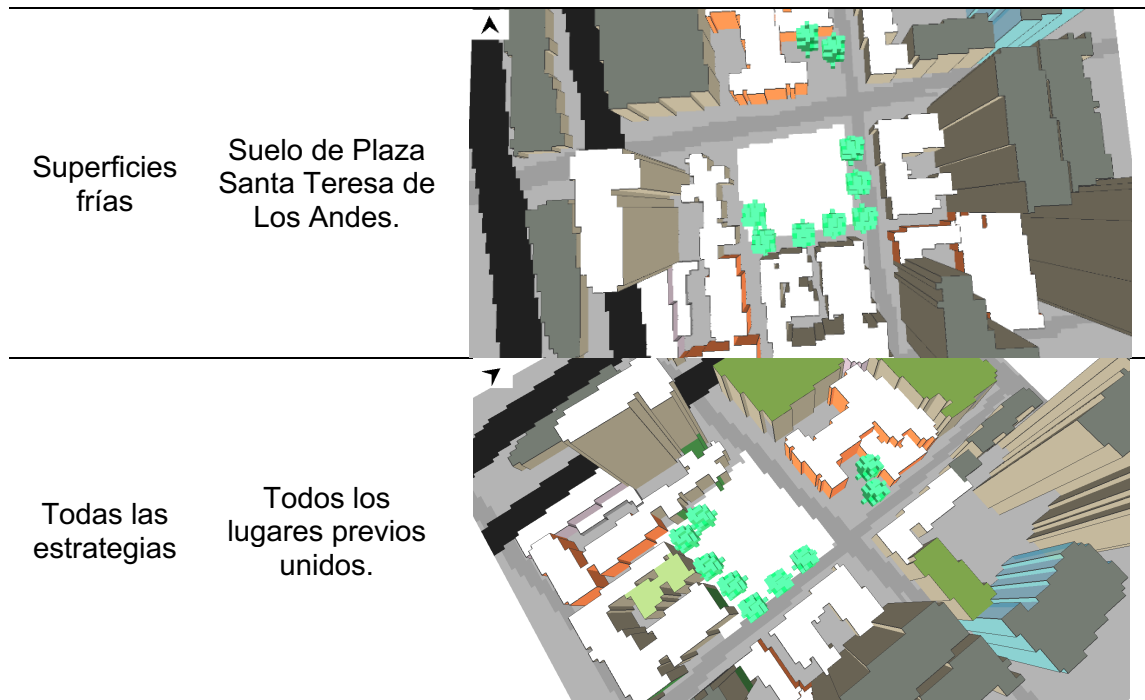 Superficies
frías
Suelo de Plaza
Santa Teresa de
Los Andes.
Todas las
estrategias
Todos los
lugares previos
unidos.